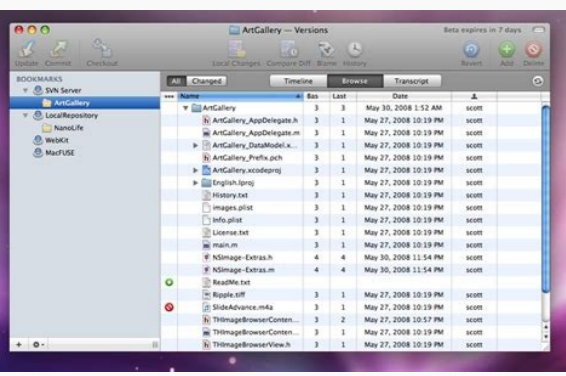 ArtGallery — Versions
Beta expires in 7 days
Update Commit Checkout Local Changes Compare Diff Blame History Revert Add Delete
BOOKMARKS
SVN Server
ArtGallery
LocalRepository
NanoLife
WebKit
MacFUSE
All Changed Timeline Browse Transcript
Name Bas Last Date
ArtGallery 3 3 May 30, 2008 1:52 AM scott
ArtGallery_AppDelegate.h 3 1 May 27, 2008 10:19 PM scott
ArtGallery_AppDelegate.m 3 1 May 27, 2008 10:19 PM scott
ArtGallery_DataModel.x... 3 1 May 27, 2008 10:19 PM scott
ArtGallery_Prefix.pch 3 1 May 27, 2008 10:19 PM scott
ArtGallery.xcodeproj 3 1 May 27, 2008 10:19 PM scott
English.lproj 3 1 May 27, 2008 10:19 PM scott
History.txt 3 1 May 27, 2008 10:19 PM scott
images.plist 3 1 May 27, 2008 10:19 PM scott
Info.plist 3 1 May 27, 2008 10:19 PM scott
License.txt 3 1 May 27, 2008 10:19 PM scott
main.m 3 1 May 27, 2008 10:19 PM scott
NSImage-Extras.h 4 4 May 30, 2008 11:54 PM scott
NSImage-Extras.m 4 4 May 30, 2008 11:54 PM scott
ReadMe.txt
Ripple.tiff 3 1 May 27, 2008 10:19 PM scott
SlideAdvance.m4a 3 1 May 27, 2008 10:19 PM scott
THImageBrowserConten... 3 2 May 27, 2008 10:57 PM scott
THImageBrowserConten... 3 1 May 27, 2008 10:19 PM scott
THImageBrowserView.h 3 1 May 27, 2008 10:19 PM scott